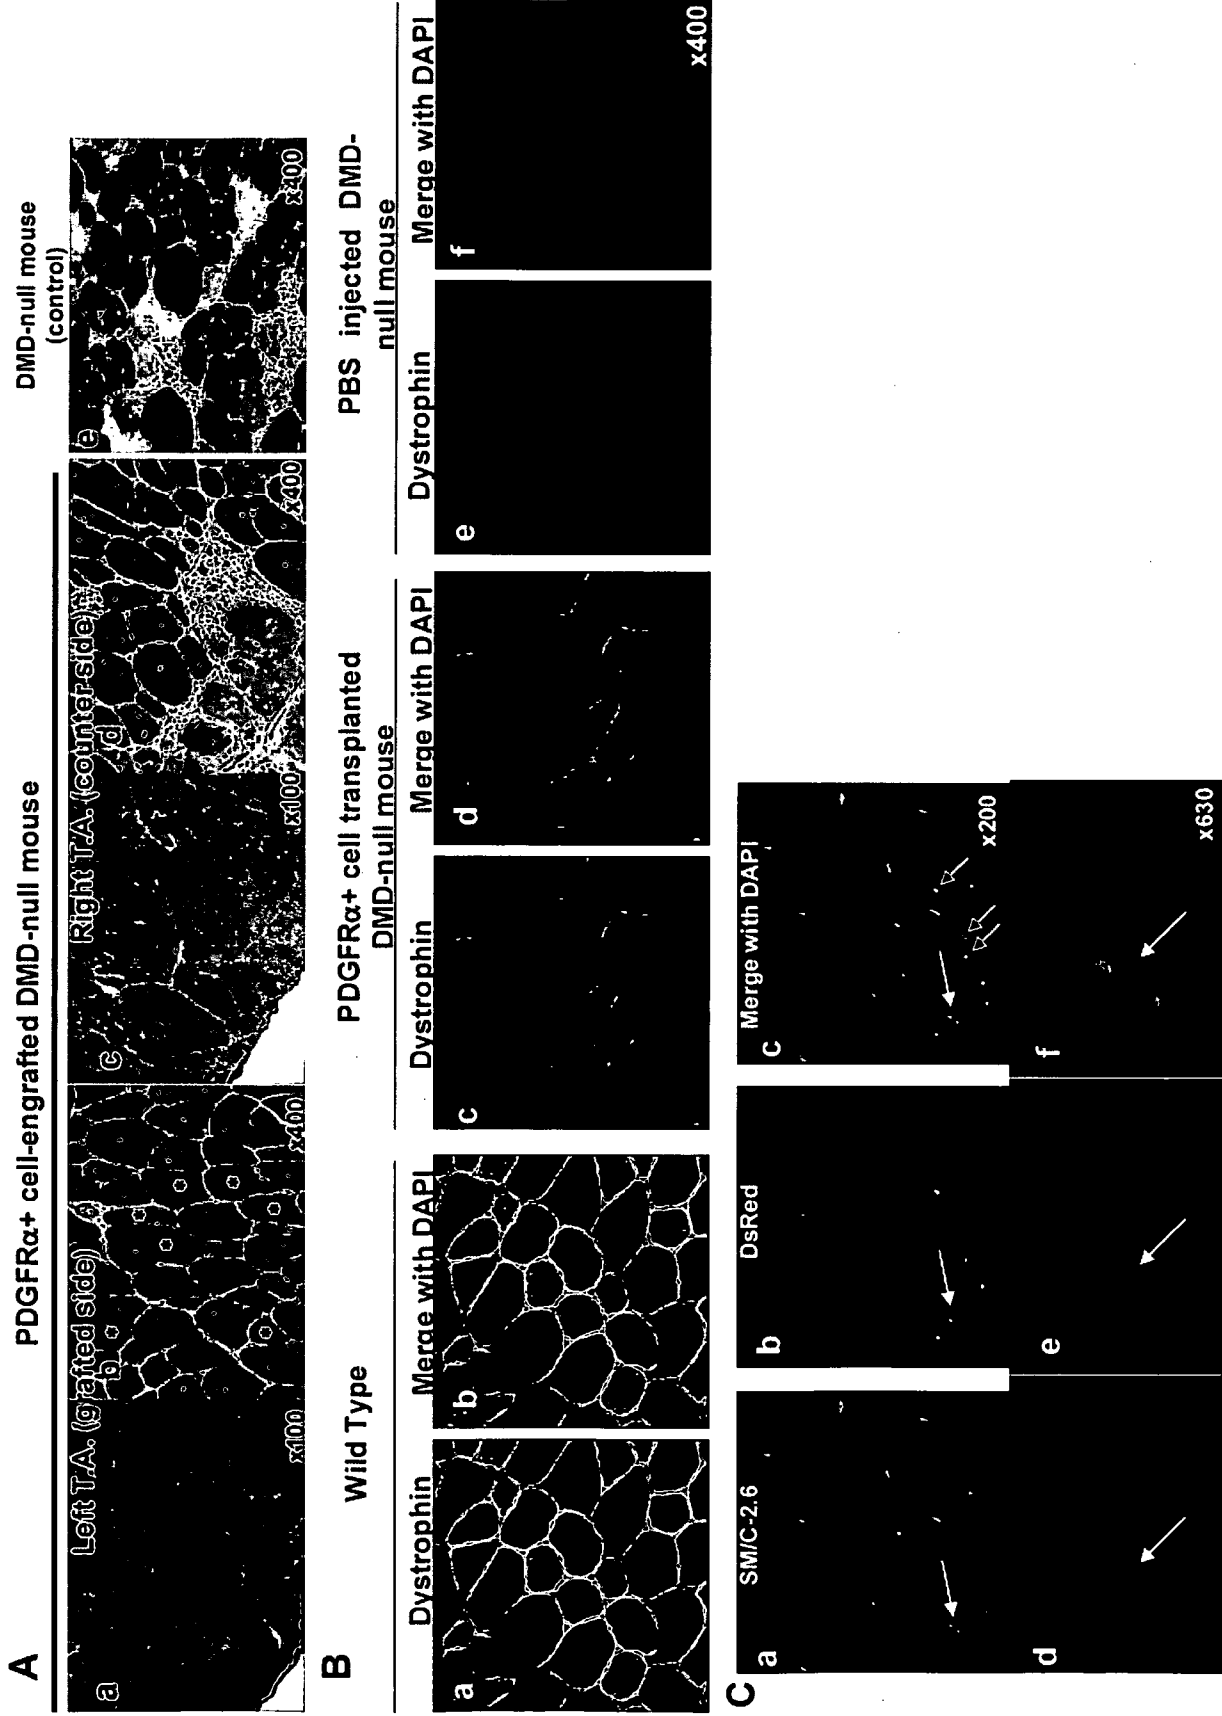 A
PDGFRα+ cell-engrafted DMD-null mouse
DMD-null mouse
(control)
Left T.A. (grafted side)
Right T.A. (counter side)
a
x100
b
x400
c
x100
d
x400
e
x400
B
Wild Type
PDGFRα+ cell transplanted
DMD-null mouse
PBS injected DMD-
null mouse
Dystrophin
Merge with DAPI
Dystrophin
Merge with DAPI
Dystrophin
Merge with DAPI
a
b
c
d
e
f
x400
C
SM/C-2.6
DsRed
Merge with DAPI
a
b
c
x200
d
e
f
x630